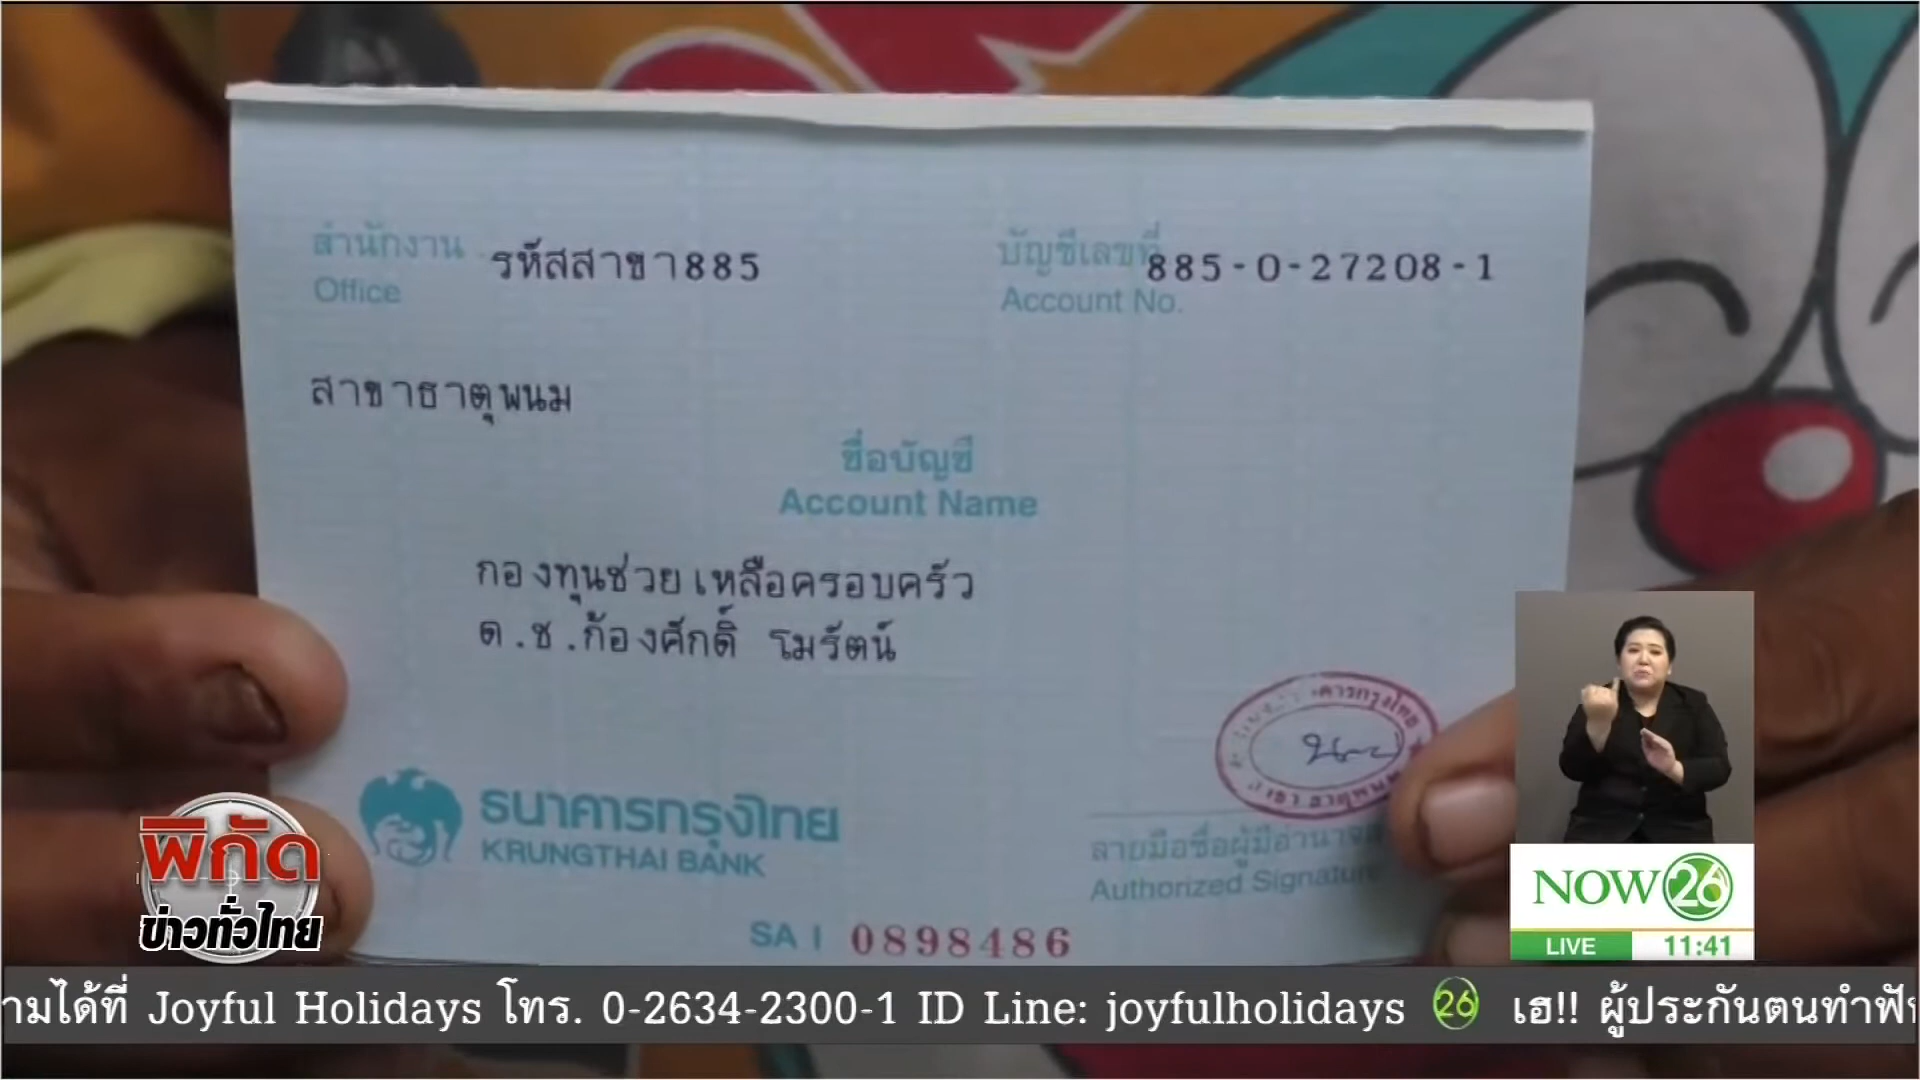 สำนักงาน
Office
รหัสสาขา885
บัญชีเลขที่
Account No.
885-0-27208-1
สาขาธาตุพนม
ชื่อบัญชี
Account Name
กองทุนช่วยเหลือครอบครัว
ด.ช.ก้องศักดิ์ โมรัตน์
ธนาคารกรุงไทย
KRUNGTHAI BANK
ลายมือชื่อผู้มีอำนาจ
Authorized Signature
SA I 0898486
พิกัด
ข่าวทั่วไทย
NOW 26
LIVE 11:41
ามได้ที่ Joyful Holidays โทร. 0-2634-2300-1 ID Line: joyfulholidays 26 เฮ!! ผู้ประกันตนทำฟั